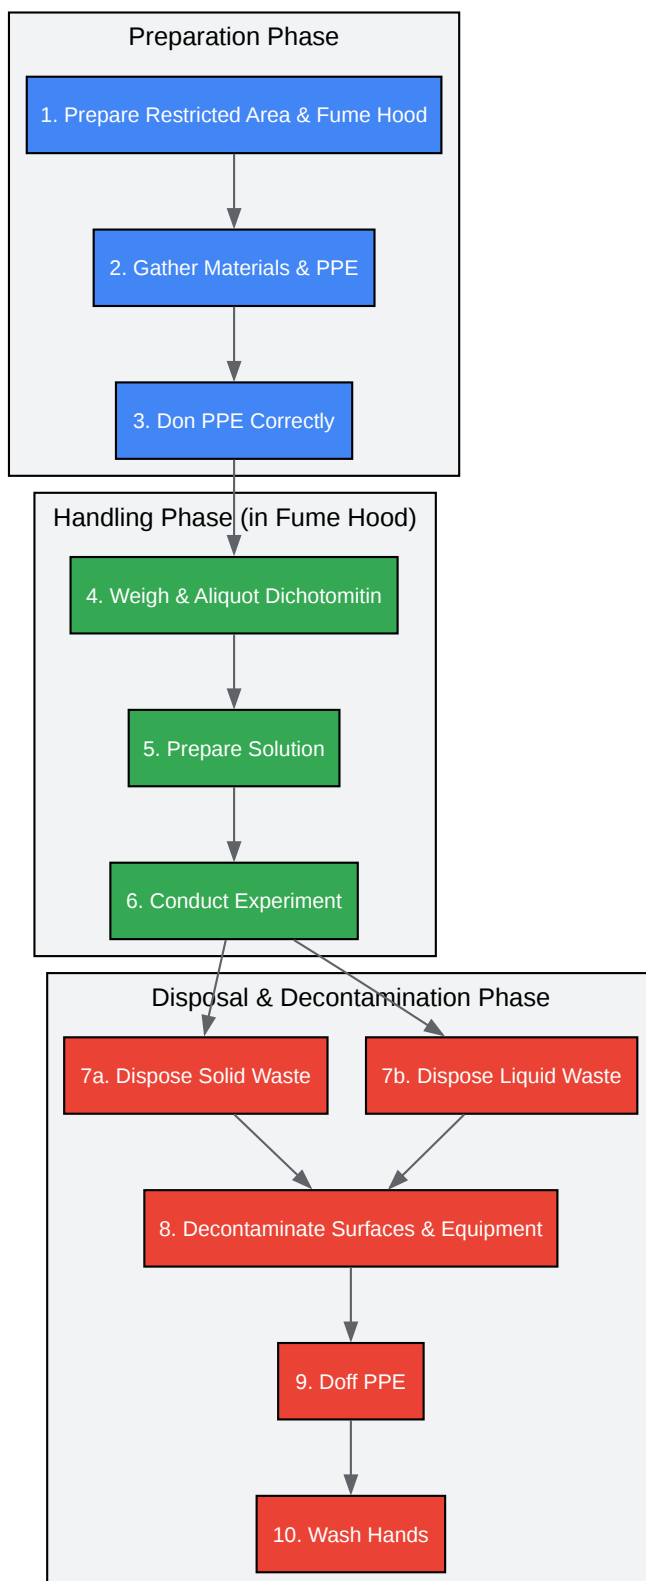 Preparation Phase
1. Prepare Restricted Area & Fume Hood
2. Gather Materials & PPE
3. Don PPE Correctly
Handling Phase (in Fume Hood)
4. Weigh & Aliquot Dichotomitin
5. Prepare Solution
6. Conduct Experiment
Disposal & Decontamination Phase
7a. Dispose Solid Waste
7b. Dispose Liquid Waste
8. Decontaminate Surfaces & Equipment
9. Doff PPE
10. Wash Hands